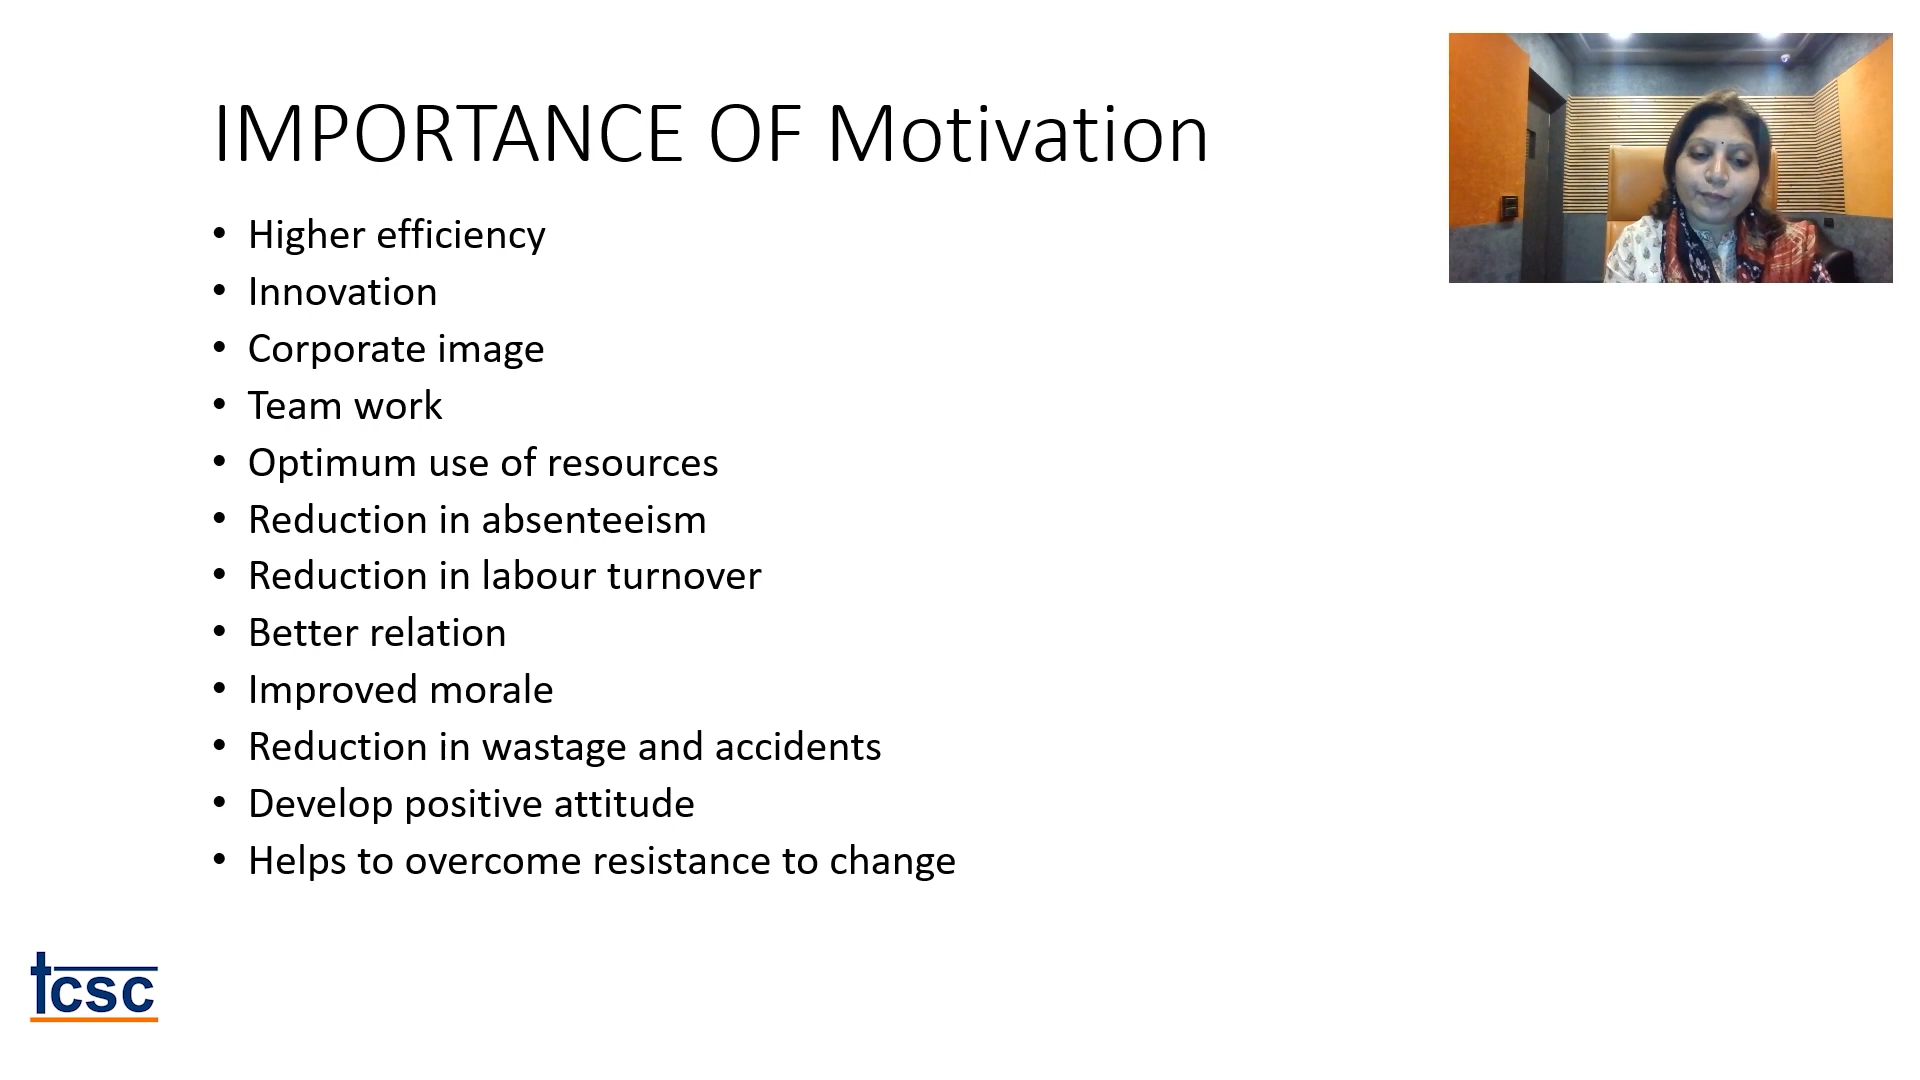 IMPORTANCE OF Motivation
• Higher efficiency
• Innovation
• Corporate image
• Team work
• Optimum use of resources
• Reduction in absenteeism
• Reduction in labour turnover
• Better relation
• Improved morale
• Reduction in wastage and accidents
• Develop positive attitude
• Helps to overcome resistance to change
tcsc